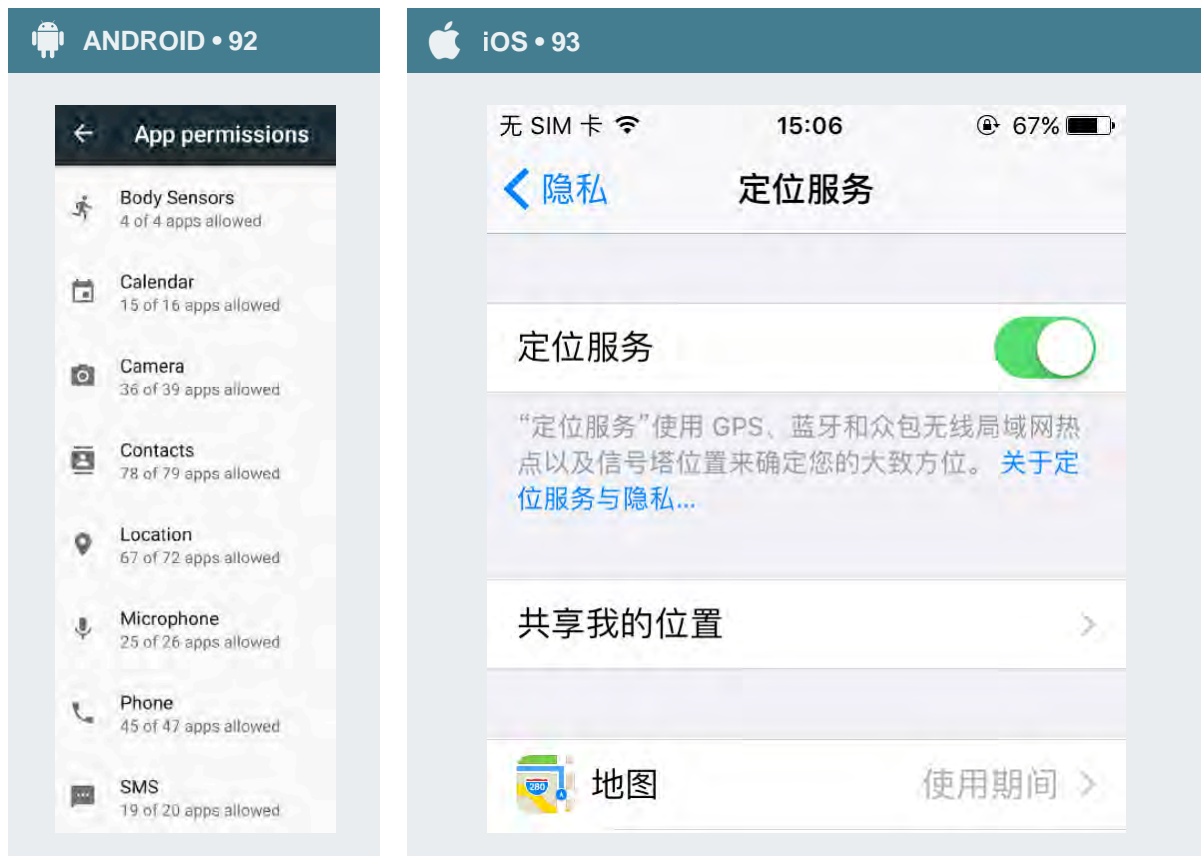 ANDROID • 92
App permissions
Body Sensors
4 of 4 apps allowed
Calendar
15 of 16 apps allowed
Camera
36 of 39 apps allowed
Contacts
78 of 79 apps allowed
Location
67 of 72 apps allowed
Microphone
25 of 26 apps allowed
Phone
45 of 47 apps allowed
SMS
19 of 20 apps allowed
iOS • 93
无 SIM 卡 15:06 67%
隐私 定位服务
定位服务
“定位服务”使用 GPS、蓝牙和众包无线局域网热
点以及信号塔位置来确定您的大致方位。 关于定
位服务与隐私...
共享我的位置
280
地图 使用期间